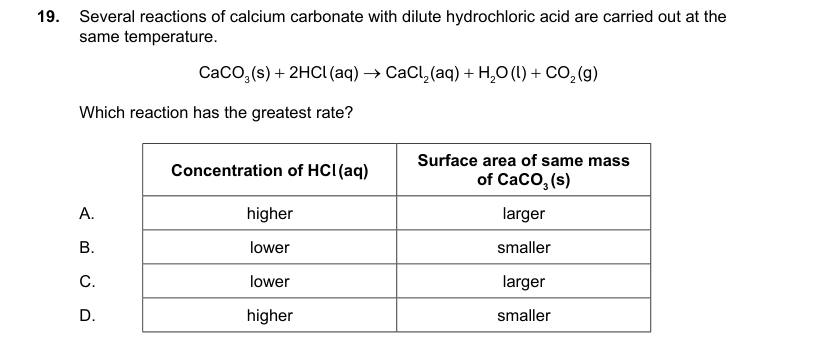 19. Several reactions of calcium carbonate with dilute hydrochloric acid are carried out at the
same temperature.
CaCO₃(s) + 2HCl(aq) → CaCl₂(aq) + H₂O(l) + CO₂(g)
Which reaction has the greatest rate?
Concentration of HCl(aq) Surface area of same mass
of CaCO₃(s)
A. higher larger
B. lower smaller
C. lower larger
D. higher smaller